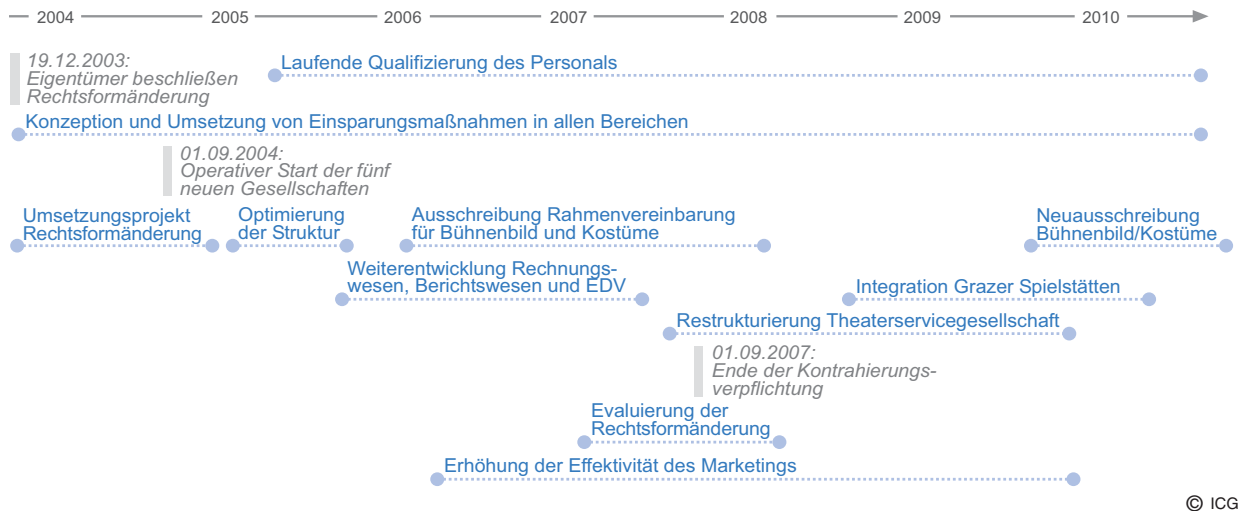 2004 2005 2006 2007 2008 2009 2010
19.12.2003:
Eigentümer beschließen
Rechtsformänderung
Laufende Qualifizierung des Personals
Konzeption und Umsetzung von Einsparungsmaßnahmen in allen Bereichen
01.09.2004:
Operativer Start der fünf
neuen Gesellschaften
Umsetzungsprojekt
Rechtsformänderung
Optimierung
der Struktur
Ausschreibung Rahmenvereinbarung
für Bühnenbild und Kostüme
Neuausschreibung
Bühnenbild/Kostüme
Weiterentwicklung Rechnungs-
wesen, Berichtswesen und EDV
Integration Grazer Spielstätten
Restrukturierung Theaterservicegesellschaft
01.09.2007:
Ende der Kontrahierungs-
verpflichtung
Evaluierung der
Rechtsformänderung
Erhöhung der Effektivität des Marketings
© ICG